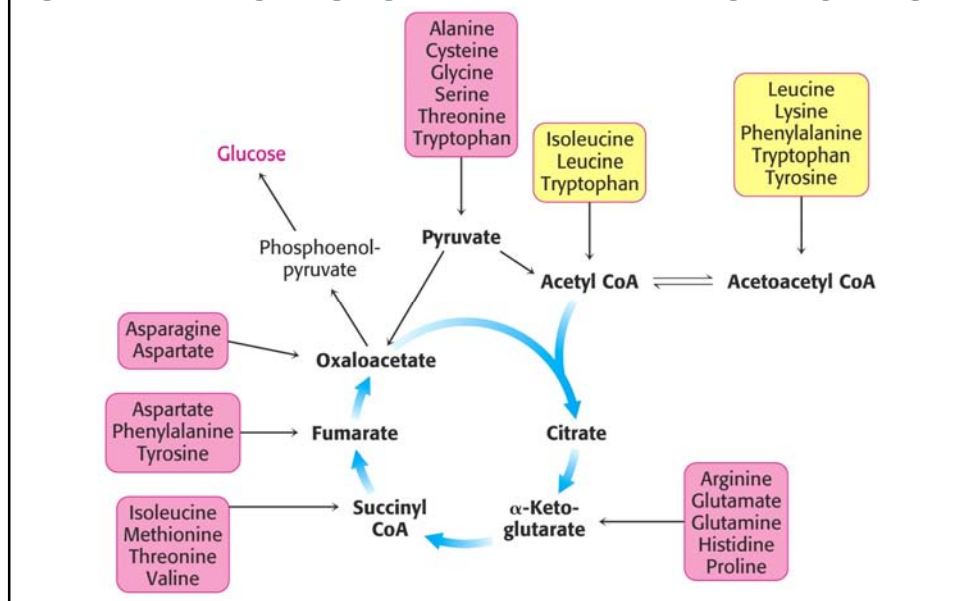 Alanine
Cysteine
Glycine
Serine
Threonine
Tryptophan
Leucine
Lysine
Phenylalanine
Tryptophan
Tyrosine
Isoleucine
Leucine
Tryptophan
Glucose
Phosphoenol-
pyruvate
Pyruvate
Acetyl CoA
Acetoacetyl CoA
Asparagine
Aspartate
Oxaloacetate
Aspartate
Phenylalanine
Tyrosine
Fumarate
Citrate
Isoleucine
Methionine
Threonine
Valine
Succinyl
CoA
α-Keto-
glutarate
Arginine
Glutamate
Glutamine
Histidine
Proline